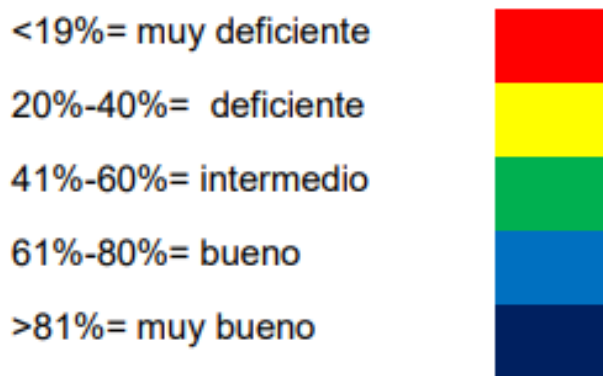 <19%= muy deficiente
20%-40%= deficiente
41%-60%= intermedio
61%-80%= bueno
>81%= muy bueno